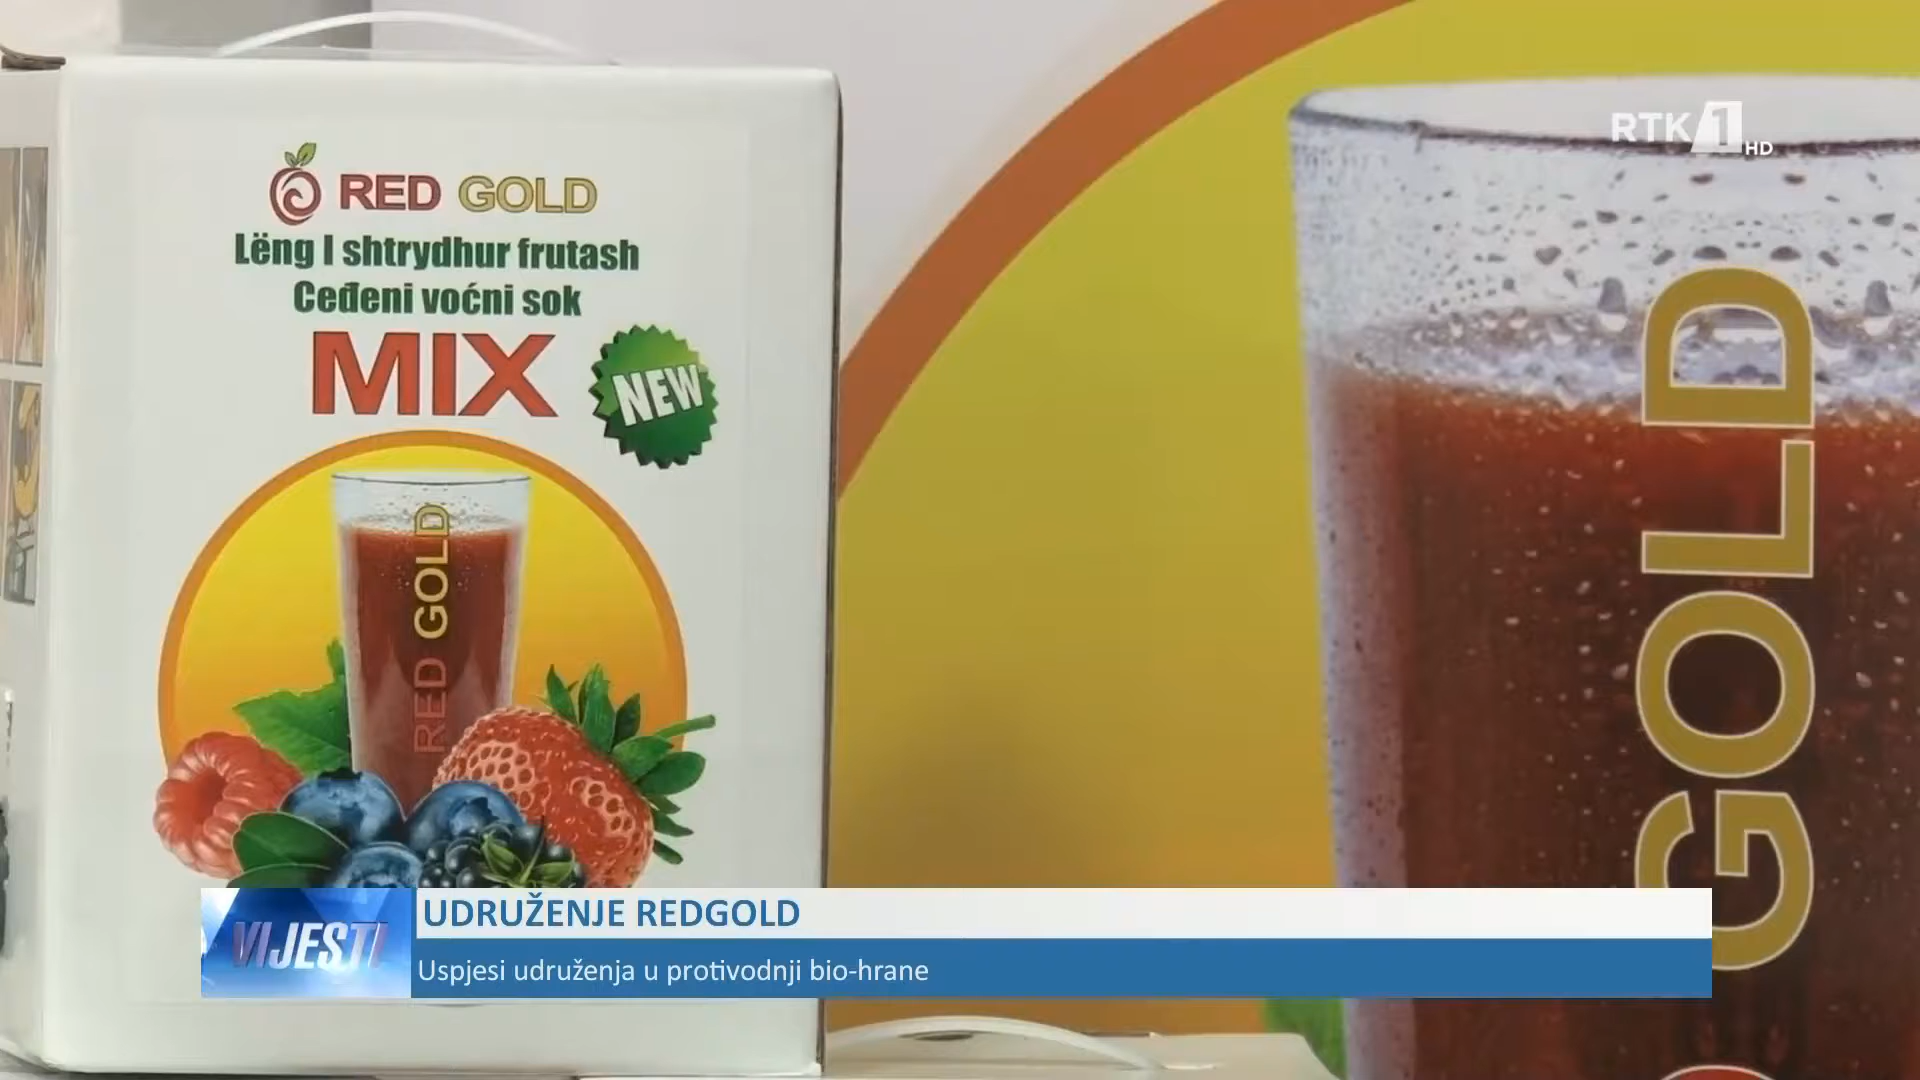 RTK 1 HD
RED GOLD
Lëng I shtrydhur frutash
Ceđeni voćni sok
MIX
NEW
RED GOLD
GOLD
VIJESTI
UDRUŽENJE REDGOLD
Uspjesi udruženja u protivodnji bio-hrane